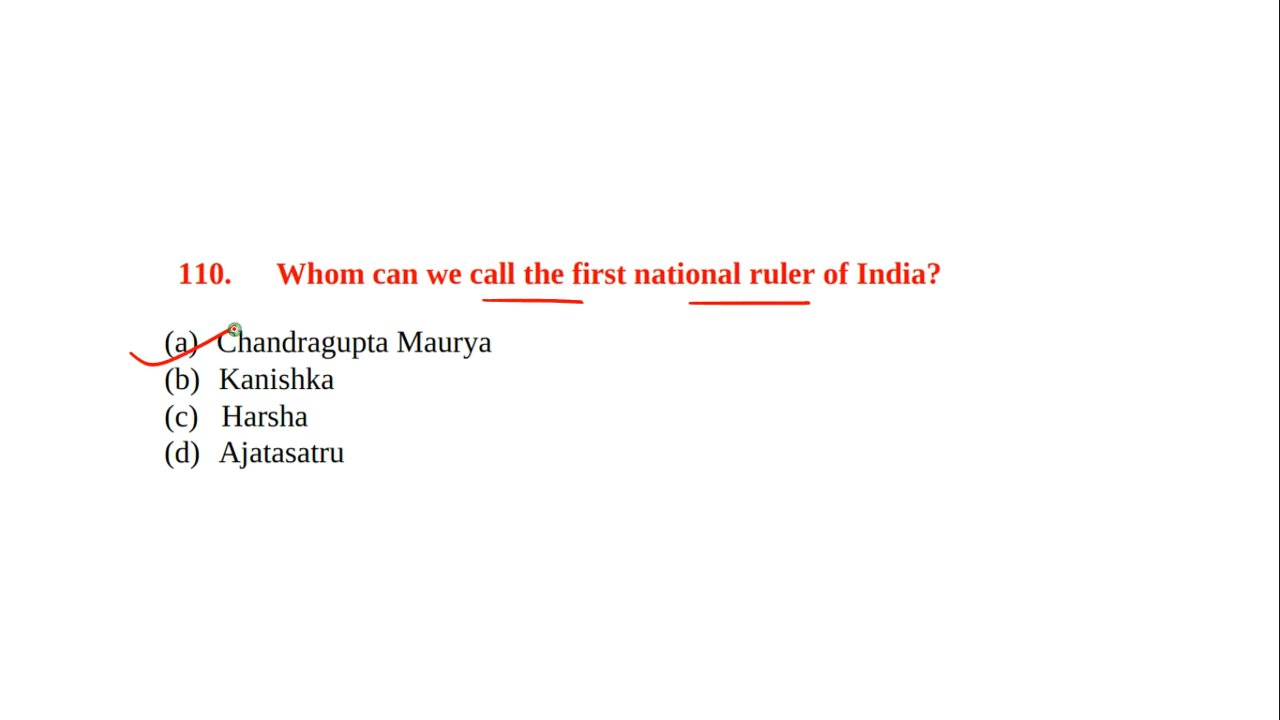 110. Whom can we call the first national ruler of India?
(a) Chandragupta Maurya
(b) Kanishka
(c) Harsha
(d) Ajatasatru